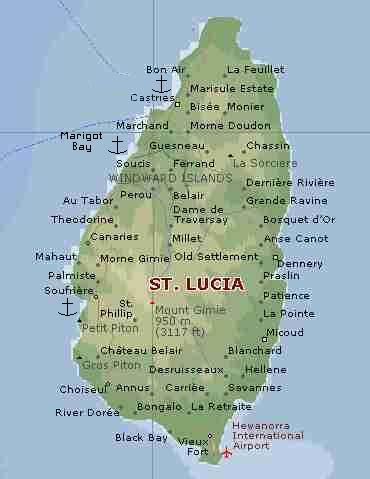 Bon Air
La Feuillet
Marisule Estate
Castries
Bisée
Monier
Marchand
Morne Doudon
Marigot
Bay
Guesneau
Chassin
Soucis
Ferrand
La Sorciere
WINDWARD ISLANDS
Dernière Rivière
Perou
Belair
Au Tabor
Grande Ravine
Dame de
Traversay
Theodorine
Bosquet d'Or
Canaries
Millet
Anse Canot
Mahaut
Morne Gimie
Old Settlement
Dennery
Palmiste
Praslin
Soufrière
ST. LUCIA
St.
Phillip
Mount Gimie
950 m
(3117 ft)
Patience
La Pointe
Petit Piton
Micoud
Château Belair
Blanchard
Gros Piton
Desruisseaux
Hellene
Choiseul
Annus
Carrière
Savannes
River Dorée
Bongalo
La Retraite
Black Bay
Vieux
Fort
Hewanorra
International
Airport